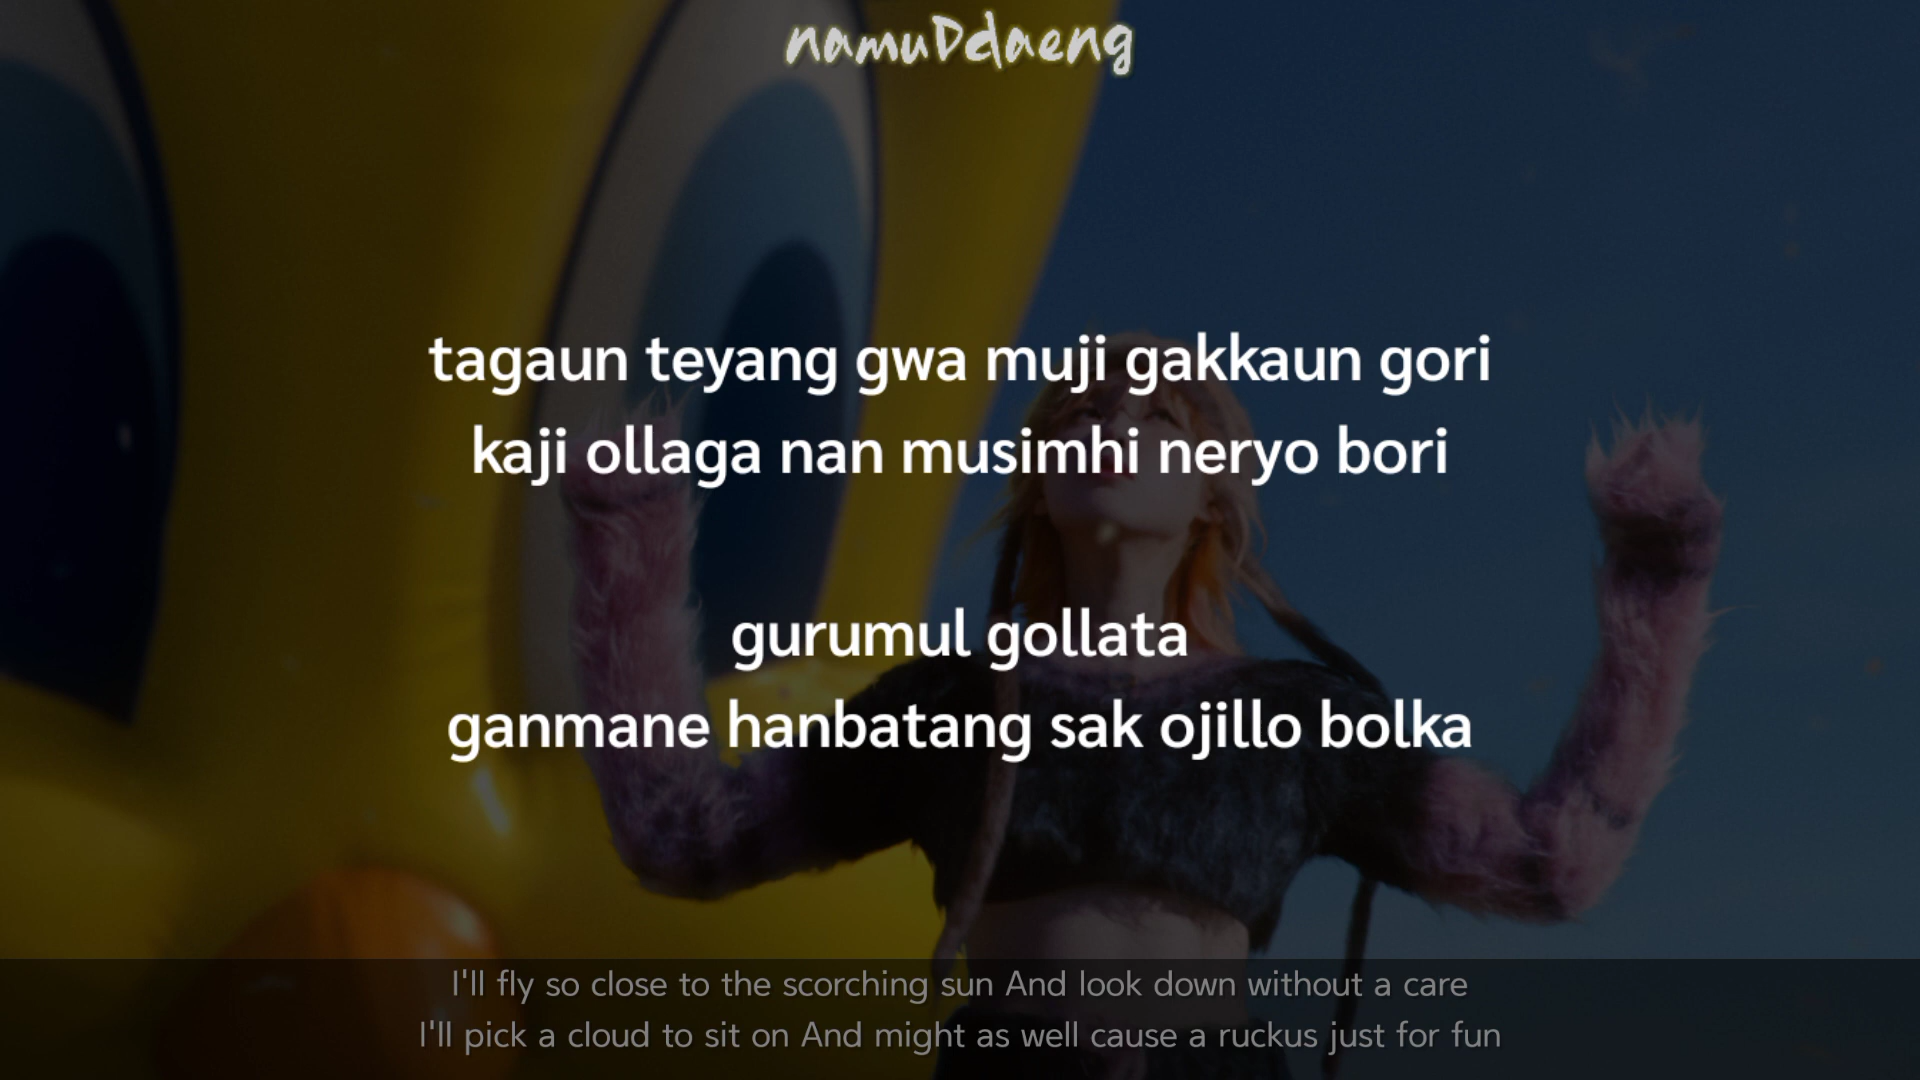 namuDdaeng
tagaun teyang gwa muji gakkaun gori
kaji ollaga nan musimhi neryo bori
gurumul gollata
ganmane hanbatang sak ojillo bolka
I'll fly so close to the scorching sun And look down without a care
I'll pick a cloud to sit on And might as well cause a ruckus just for fun